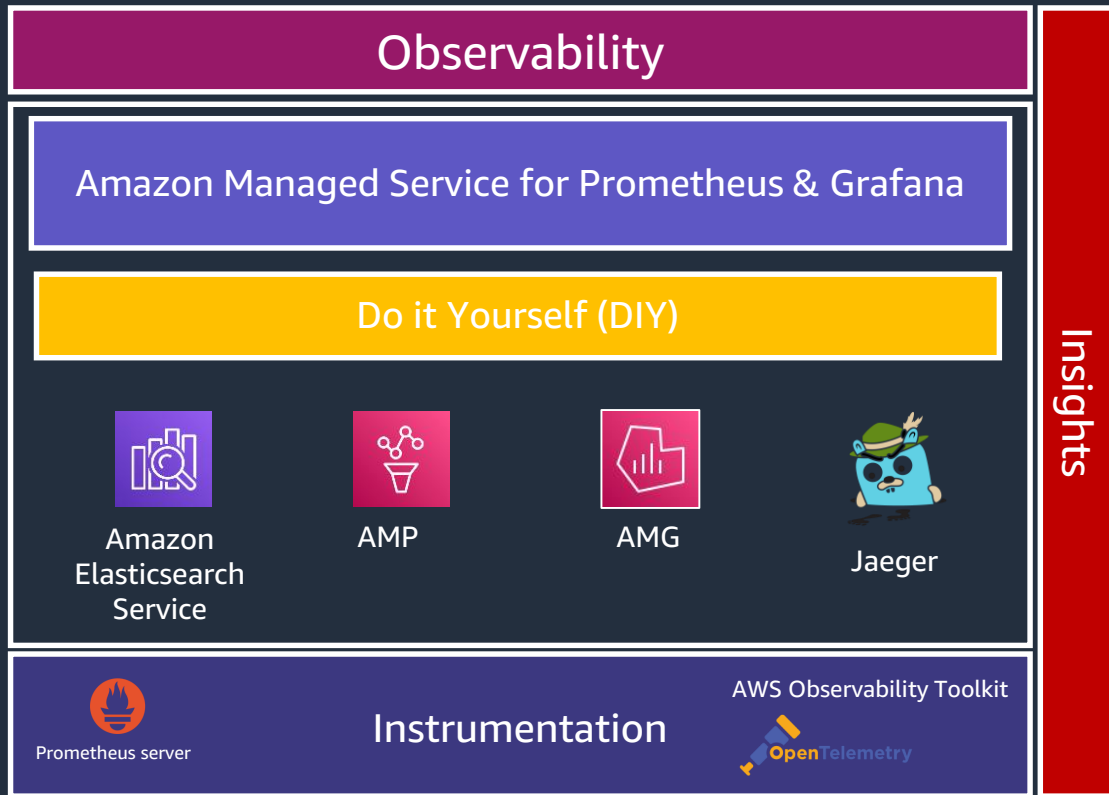 Observability
Amazon Managed Service for Prometheus & Grafana
Do it Yourself (DIY)
Amazon
Elasticsearch
Service
AMP
AMG
Jaeger
Insights
Prometheus server
Instrumentation
AWS Observability Toolkit
OpenTelemetry